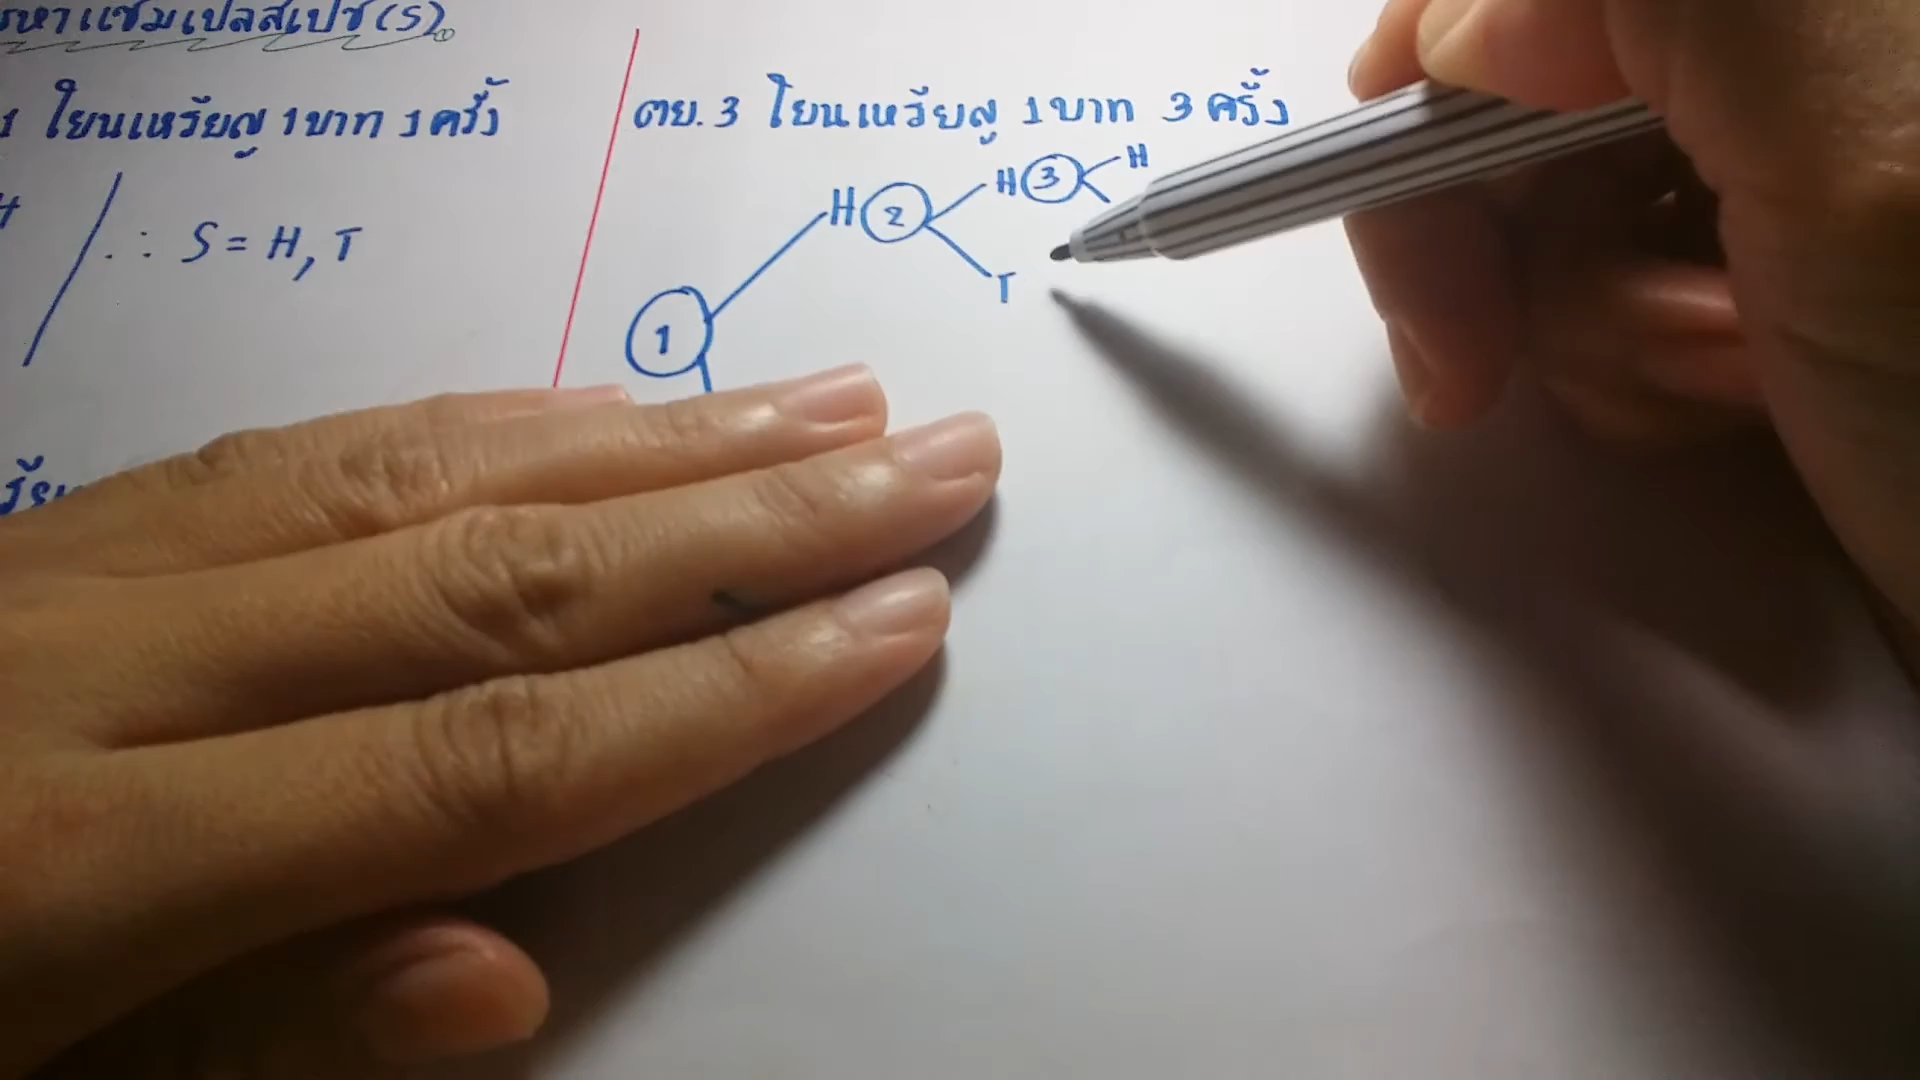 รหาแซมเปลสเปซ (S)
1 โยนเหรียญ 1 บาท 1 ครั้ง
H
∴ S = H, T
ตย. 3 โยนเหรียญ 1 บาท 3 ครั้ง
H 2 H 3 H
T
1